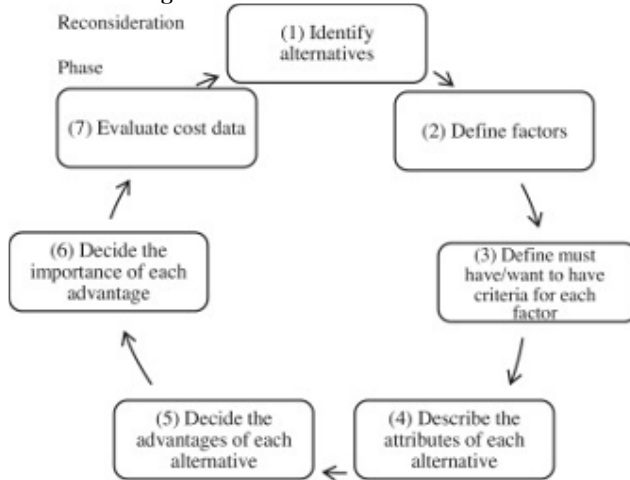 Reconsideration
Phase
(1) Identify
alternatives
(2) Define factors
(3) Define must
have/want to have
criteria for each
factor
(4) Describe the
attributes of each
alternative
(5) Decide the
advantages of each
alternative
(6) Decide the
importance of each
advantage
(7) Evaluate cost data